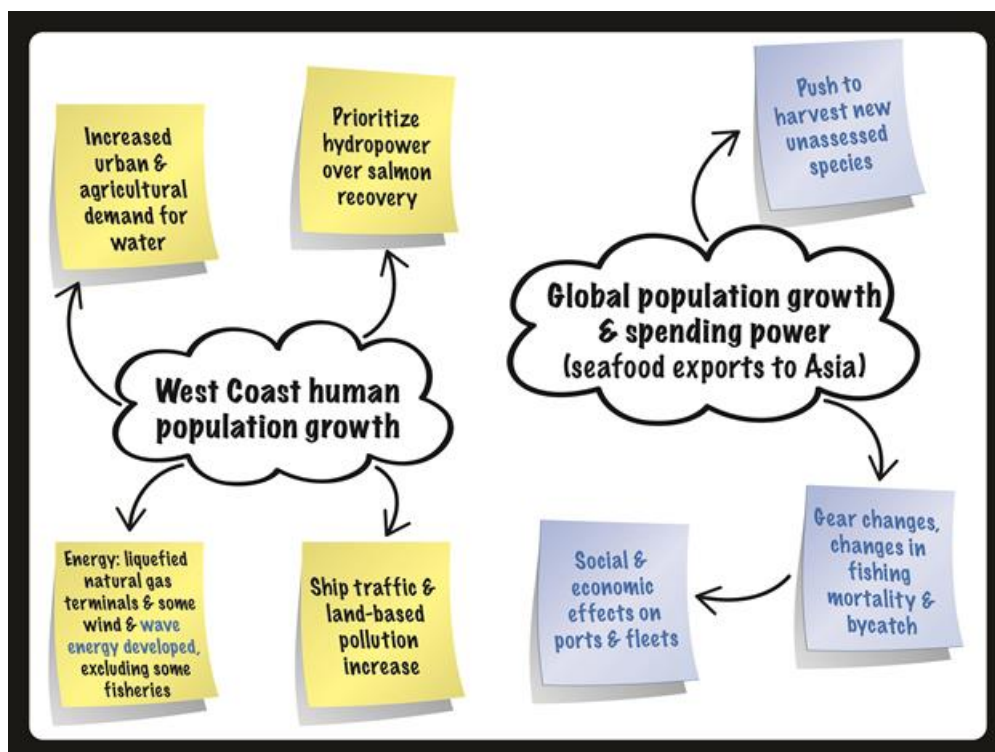 Increased
urban &
agricultural
demand for
water
Prioritize
hydropower
over salmon
recovery
West Coast human
population growth
Energy: liquefied
natural gas
terminals & some
wind & wave
energy developed,
excluding some
fisheries
Ship traffic &
land-based
pollution
increase
Push to
harvest new
unassessed
species
Global population growth
& spending power
(seafood exports to Asia)
Gear changes,
changes in
fishing
mortality &
bycatch
Social &
economic
effects on
ports & fleets